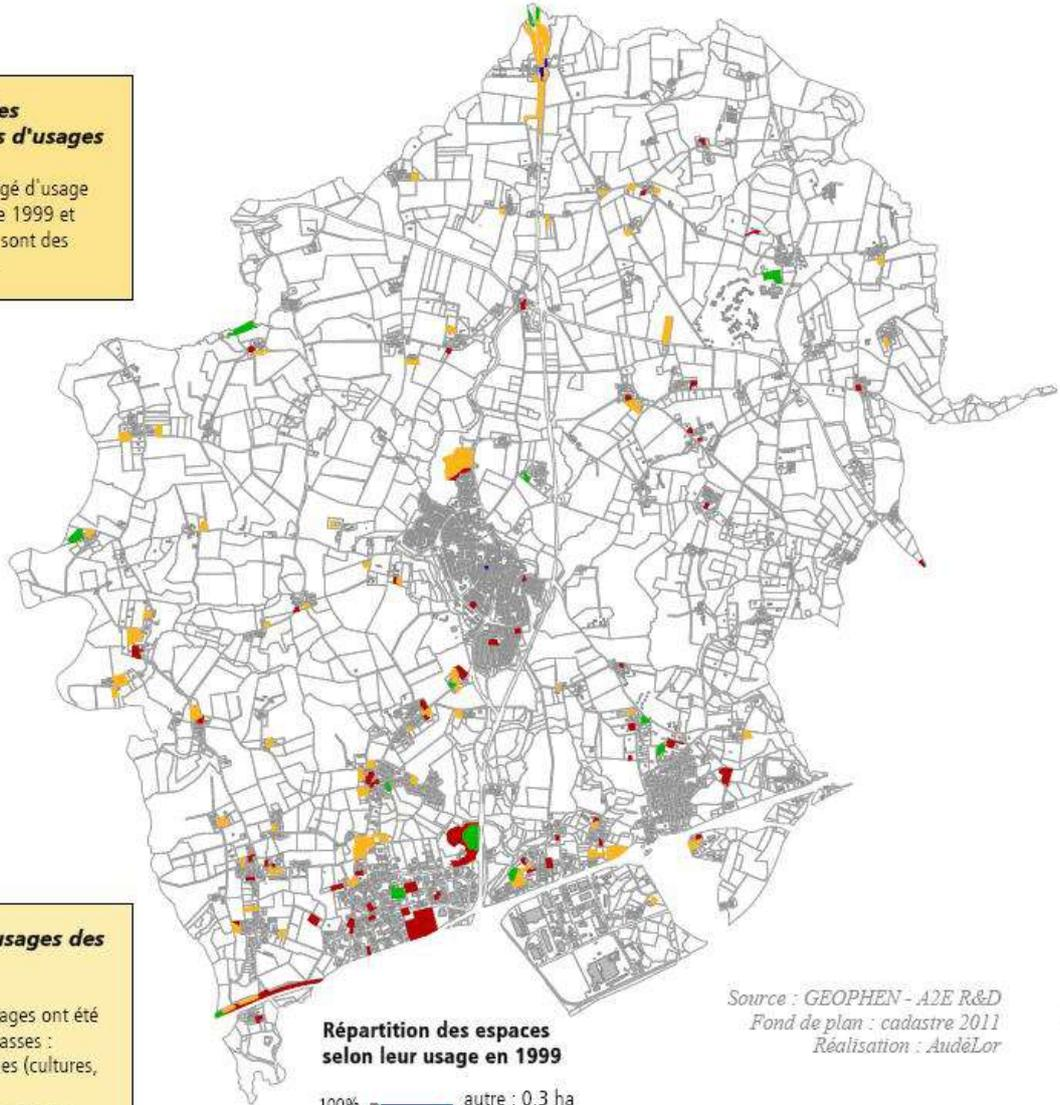 es
s d'usages
gé d'usage
e 1999 et
sont des
usages des
ages ont été
asses :
es (cultures,
Source : GEOPHEN - A2E R&D
Fond de plan : cadastre 2011
Réalisation : AudéLor
Répartition des espaces
selon leur usage en 1999
100%
autre : 0,3 ha